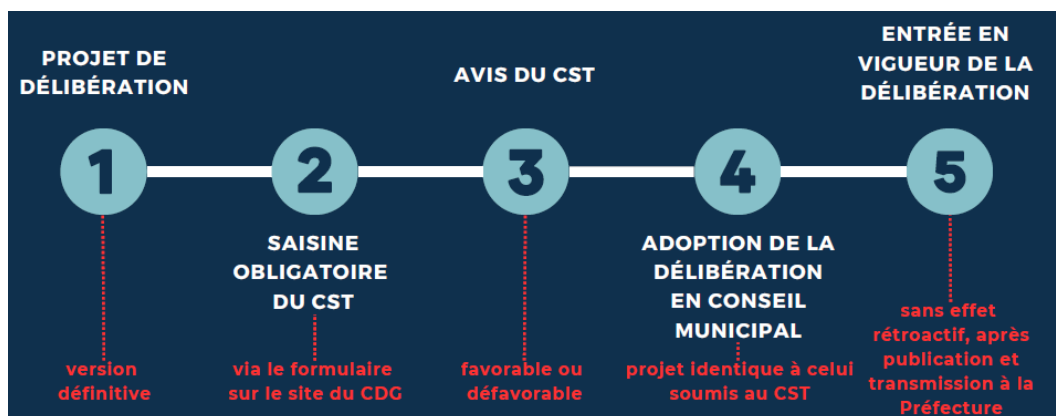 PROJET DE
DÉLIBÉRATION
1
version
définitive
2
SAISINE
OBLIGATOIRE
DU CST
via le formulaire
sur le site du CDG
AVIS DU CST
3
favorable ou
défavorable
4
ADOPTION DE LA
DÉLIBÉRATION
EN CONSEIL
MUNICIPAL
projet identique à celui
soumis au CST
ENTRÉE EN
VIGUEUR DE LA
DÉLIBÉRATION
5
sans effet
rétroactif, après
publication et
transmission à la
Préfecture